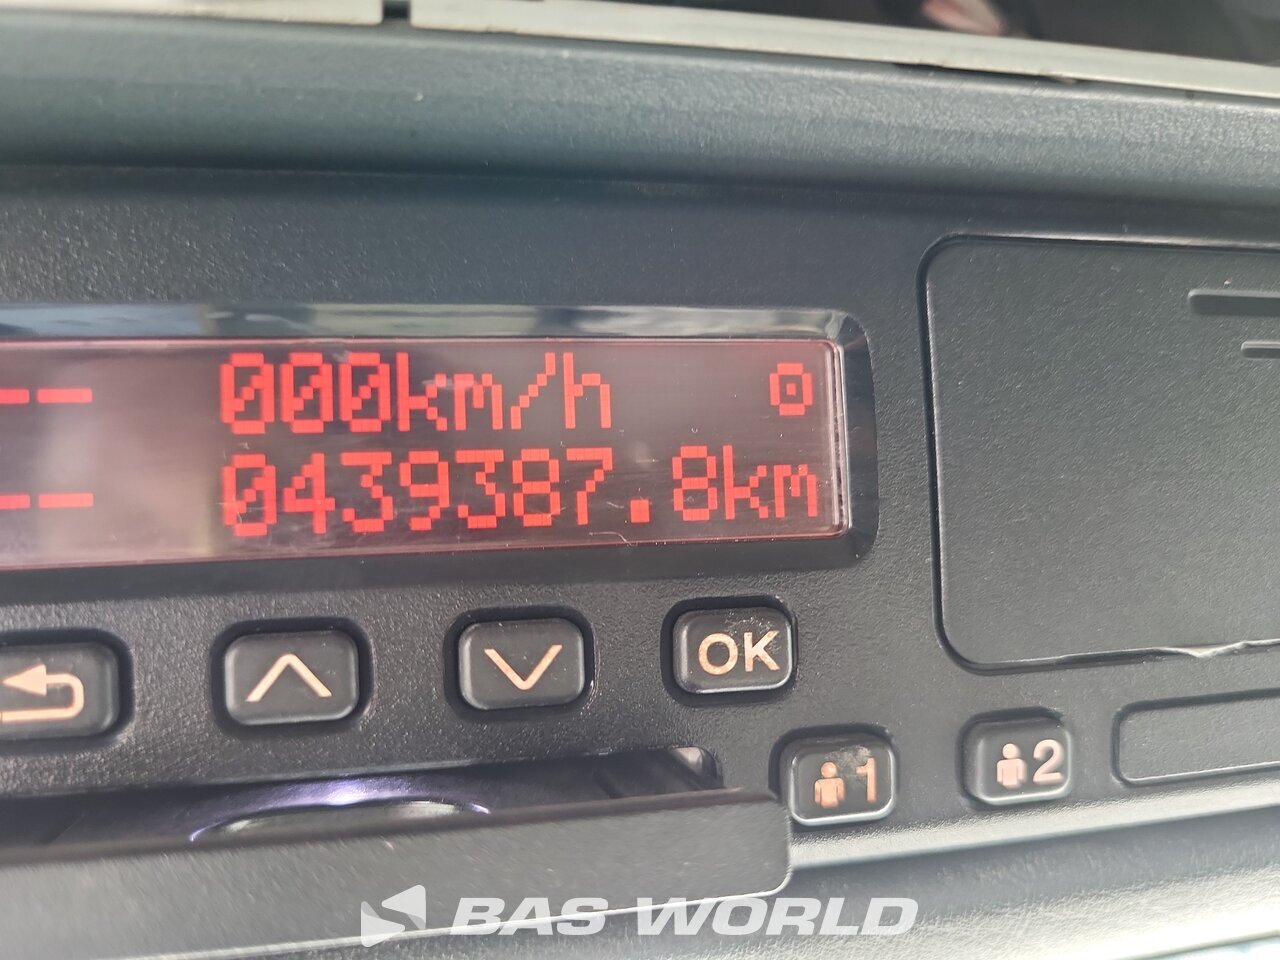 -- 000km/h
-- 0439387.8km
OK
1
2
BAS WORLD